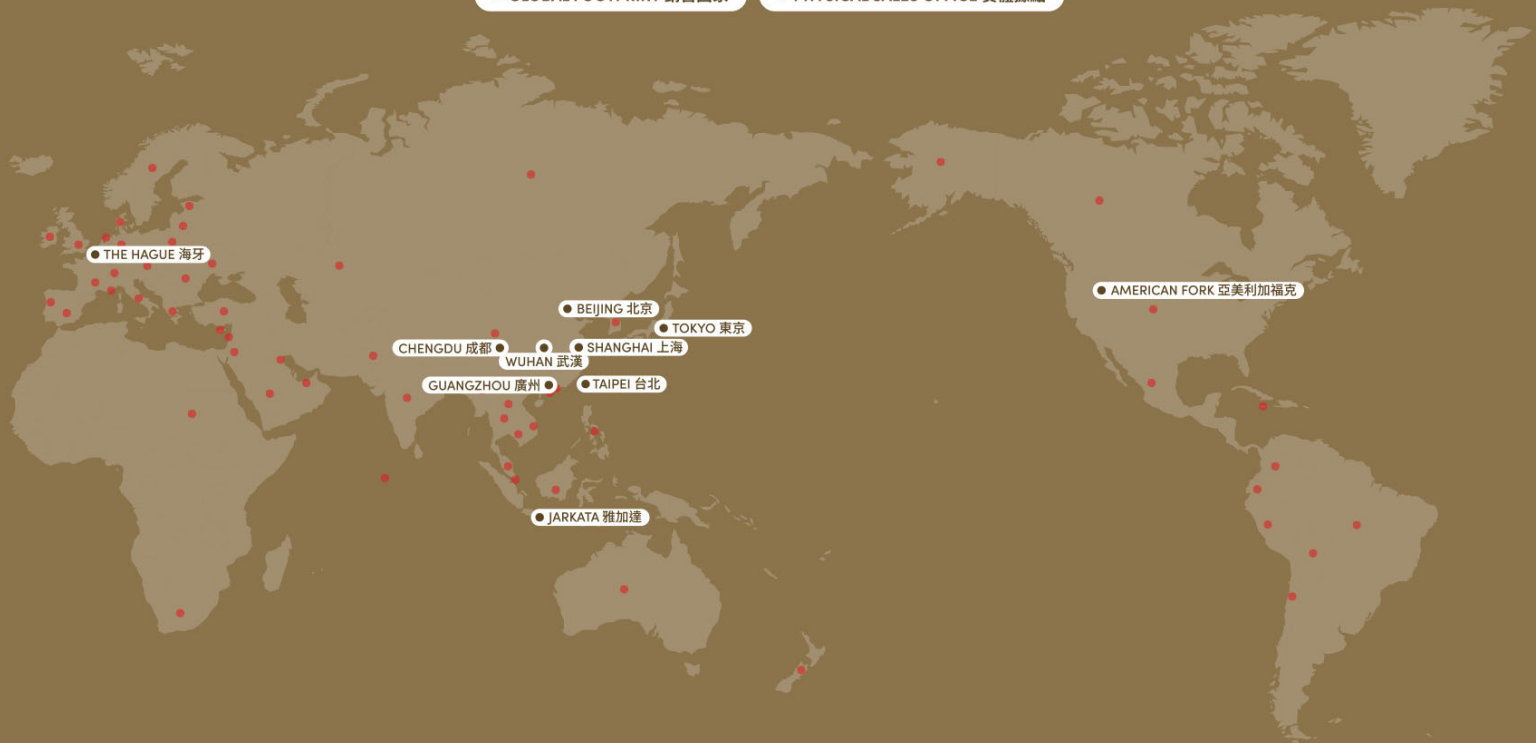 THE HAGUE 海牙
BEIJING 北京
AMERICAN FORK 亞美利加福克
TOKYO 東京
CHENGDU 成都
SHANGHAI 上海
WUHAN 武漢
GUANGZHOU 廣州
TAIPEI 台北
JARKATA 雅加達